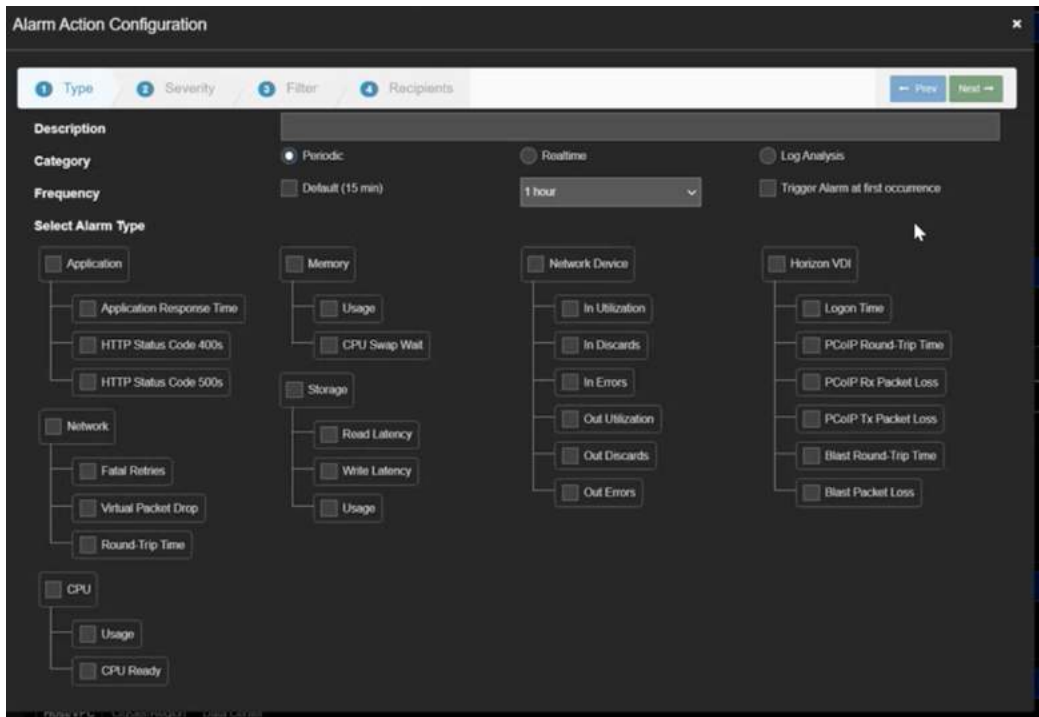 Alarm Action Configuration ×
1 Type 2 Severity 3 Filter 4 Recipients ← Prev Next →
Description
Category Periodic Realtime Log Analysis
Frequency Default (15 min) 1 hour Trigger Alarm at first occurrence
Select Alarm Type
Application Memory Network Device Horizon VDI
Application Response Time Usage In Utilization Logon Time
HTTP Status Code 400s CPU Swap Wait In Discards PCoIP Round-Trip Time
HTTP Status Code 500s Storage In Errors PCoIP Rx Packet Loss
Network Read Latency Out Utilization PCoIP Tx Packet Loss
Fatal Retries Write Latency Out Discards Blast Round-Trip Time
Virtual Packet Drop Usage Out Errors Blast Packet Loss
Round-Trip Time
CPU
Usage
CPU Ready